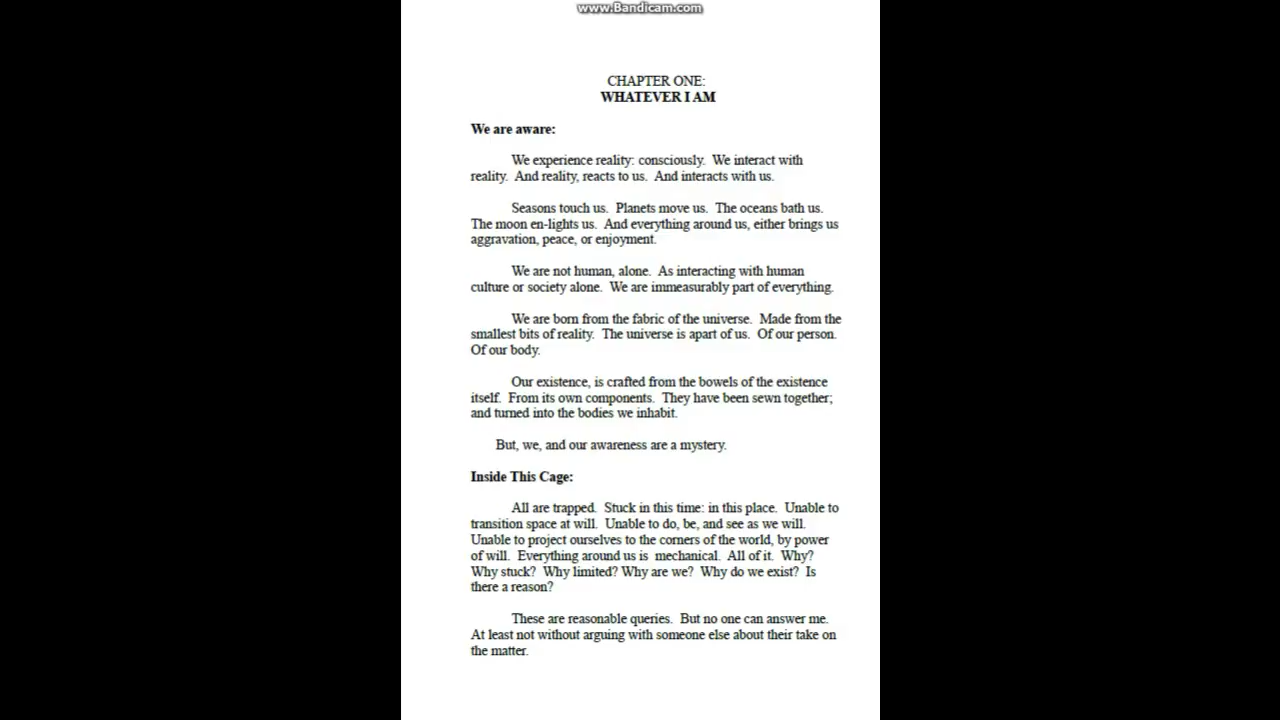 www.Bandicam.com
CHAPTER ONE:
WHATEVER I AM
We are aware:
We experience reality: consciously. We interact with
reality. And reality, reacts to us. And interacts with us.
Seasons touch us. Planets move us. The oceans bath us.
The moon en-lights us. And everything around us, either brings us
aggravation, peace, or enjoyment.
We are not human, alone. As interacting with human
culture or society alone. We are immeasurably part of everything.
We are born from the fabric of the universe. Made from the
smallest bits of reality. The universe is apart of us. Of our person.
Of our body.
Our existence, is crafted from the bowels of the existence
itself. From its own components. They have been sewn together;
and turned into the bodies we inhabit.
But, we, and our awareness are a mystery.
Inside This Cage:
All are trapped. Stuck in this time: in this place. Unable to
transition space at will. Unable to do, be, and see as we will.
Unable to project ourselves to the corners of the world, by power
of will. Everything around us is mechanical. All of it. Why?
Why stuck? Why limited? Why are we? Why do we exist? Is
there a reason?
These are reasonable queries. But no one can answer me.
At least not without arguing with someone else about their take on
the matter.